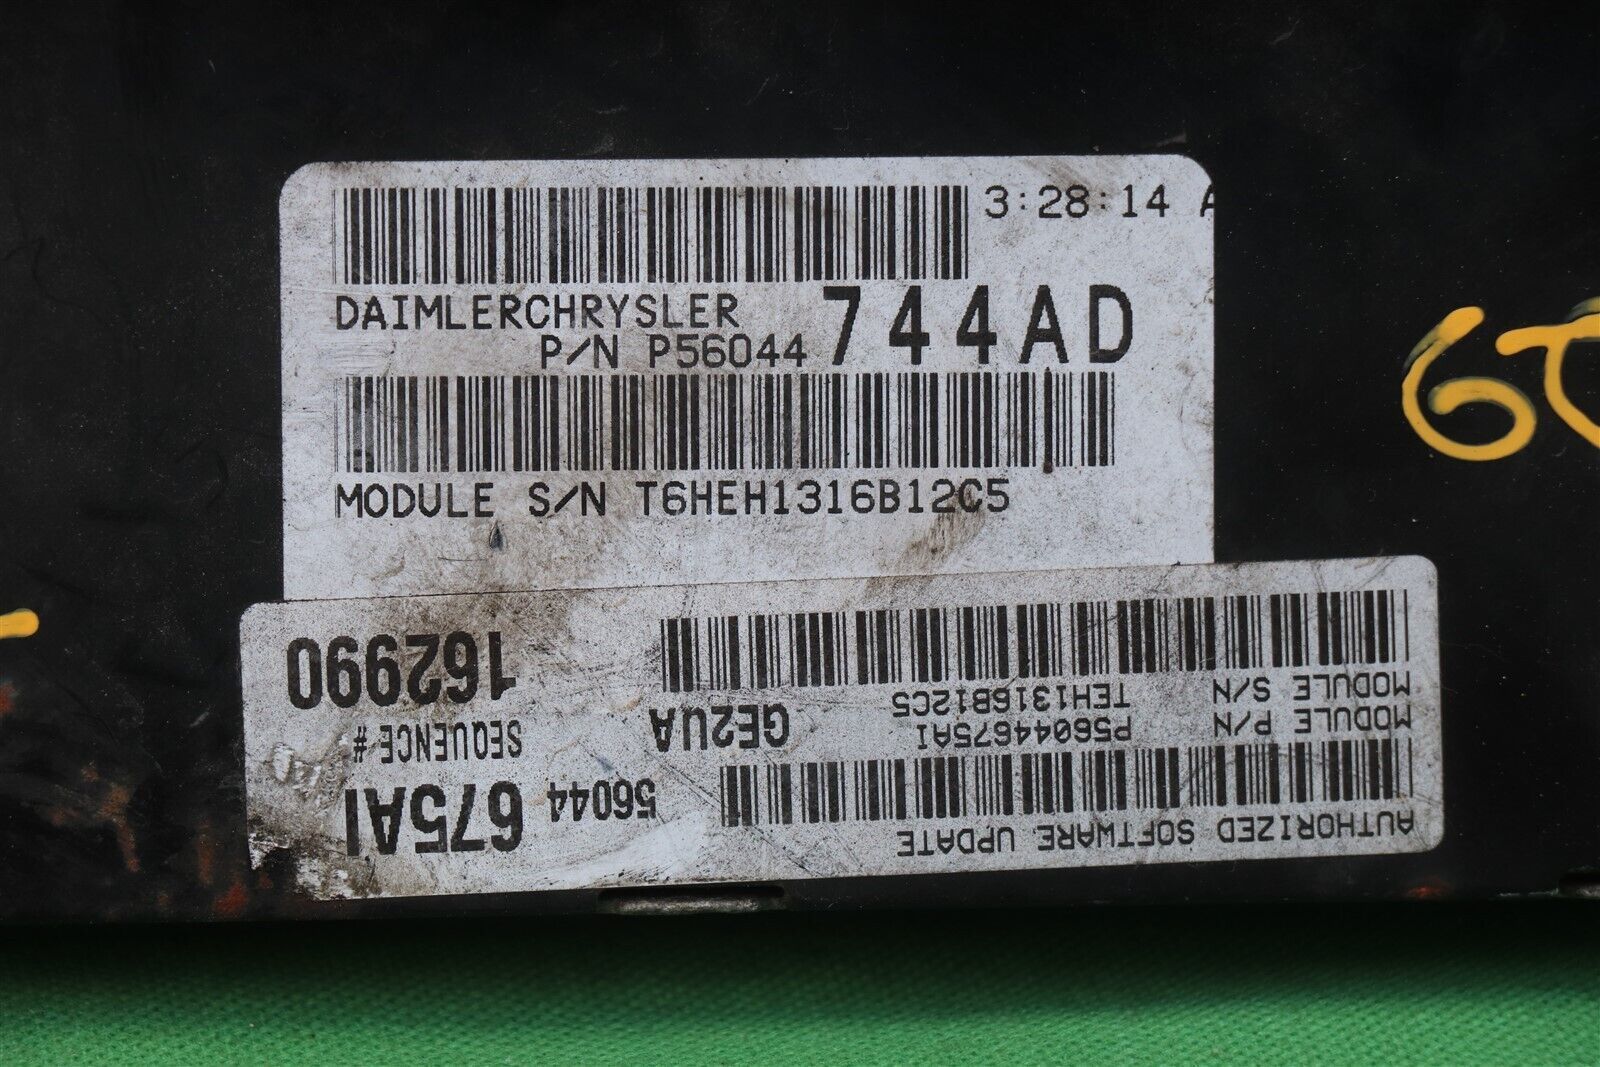 3:28:14 A
DAIMLERCHRYSLER
P/N P56044 744AD
MODULE S/N T6HEH1316B12C5
AUTHORIZED SOFTWARE UPDATE
56044 675AI
MODULE P/N P56044675AI
MODULE S/N TEH1316B12C5
GE2UA
SEQUENCE #
162990